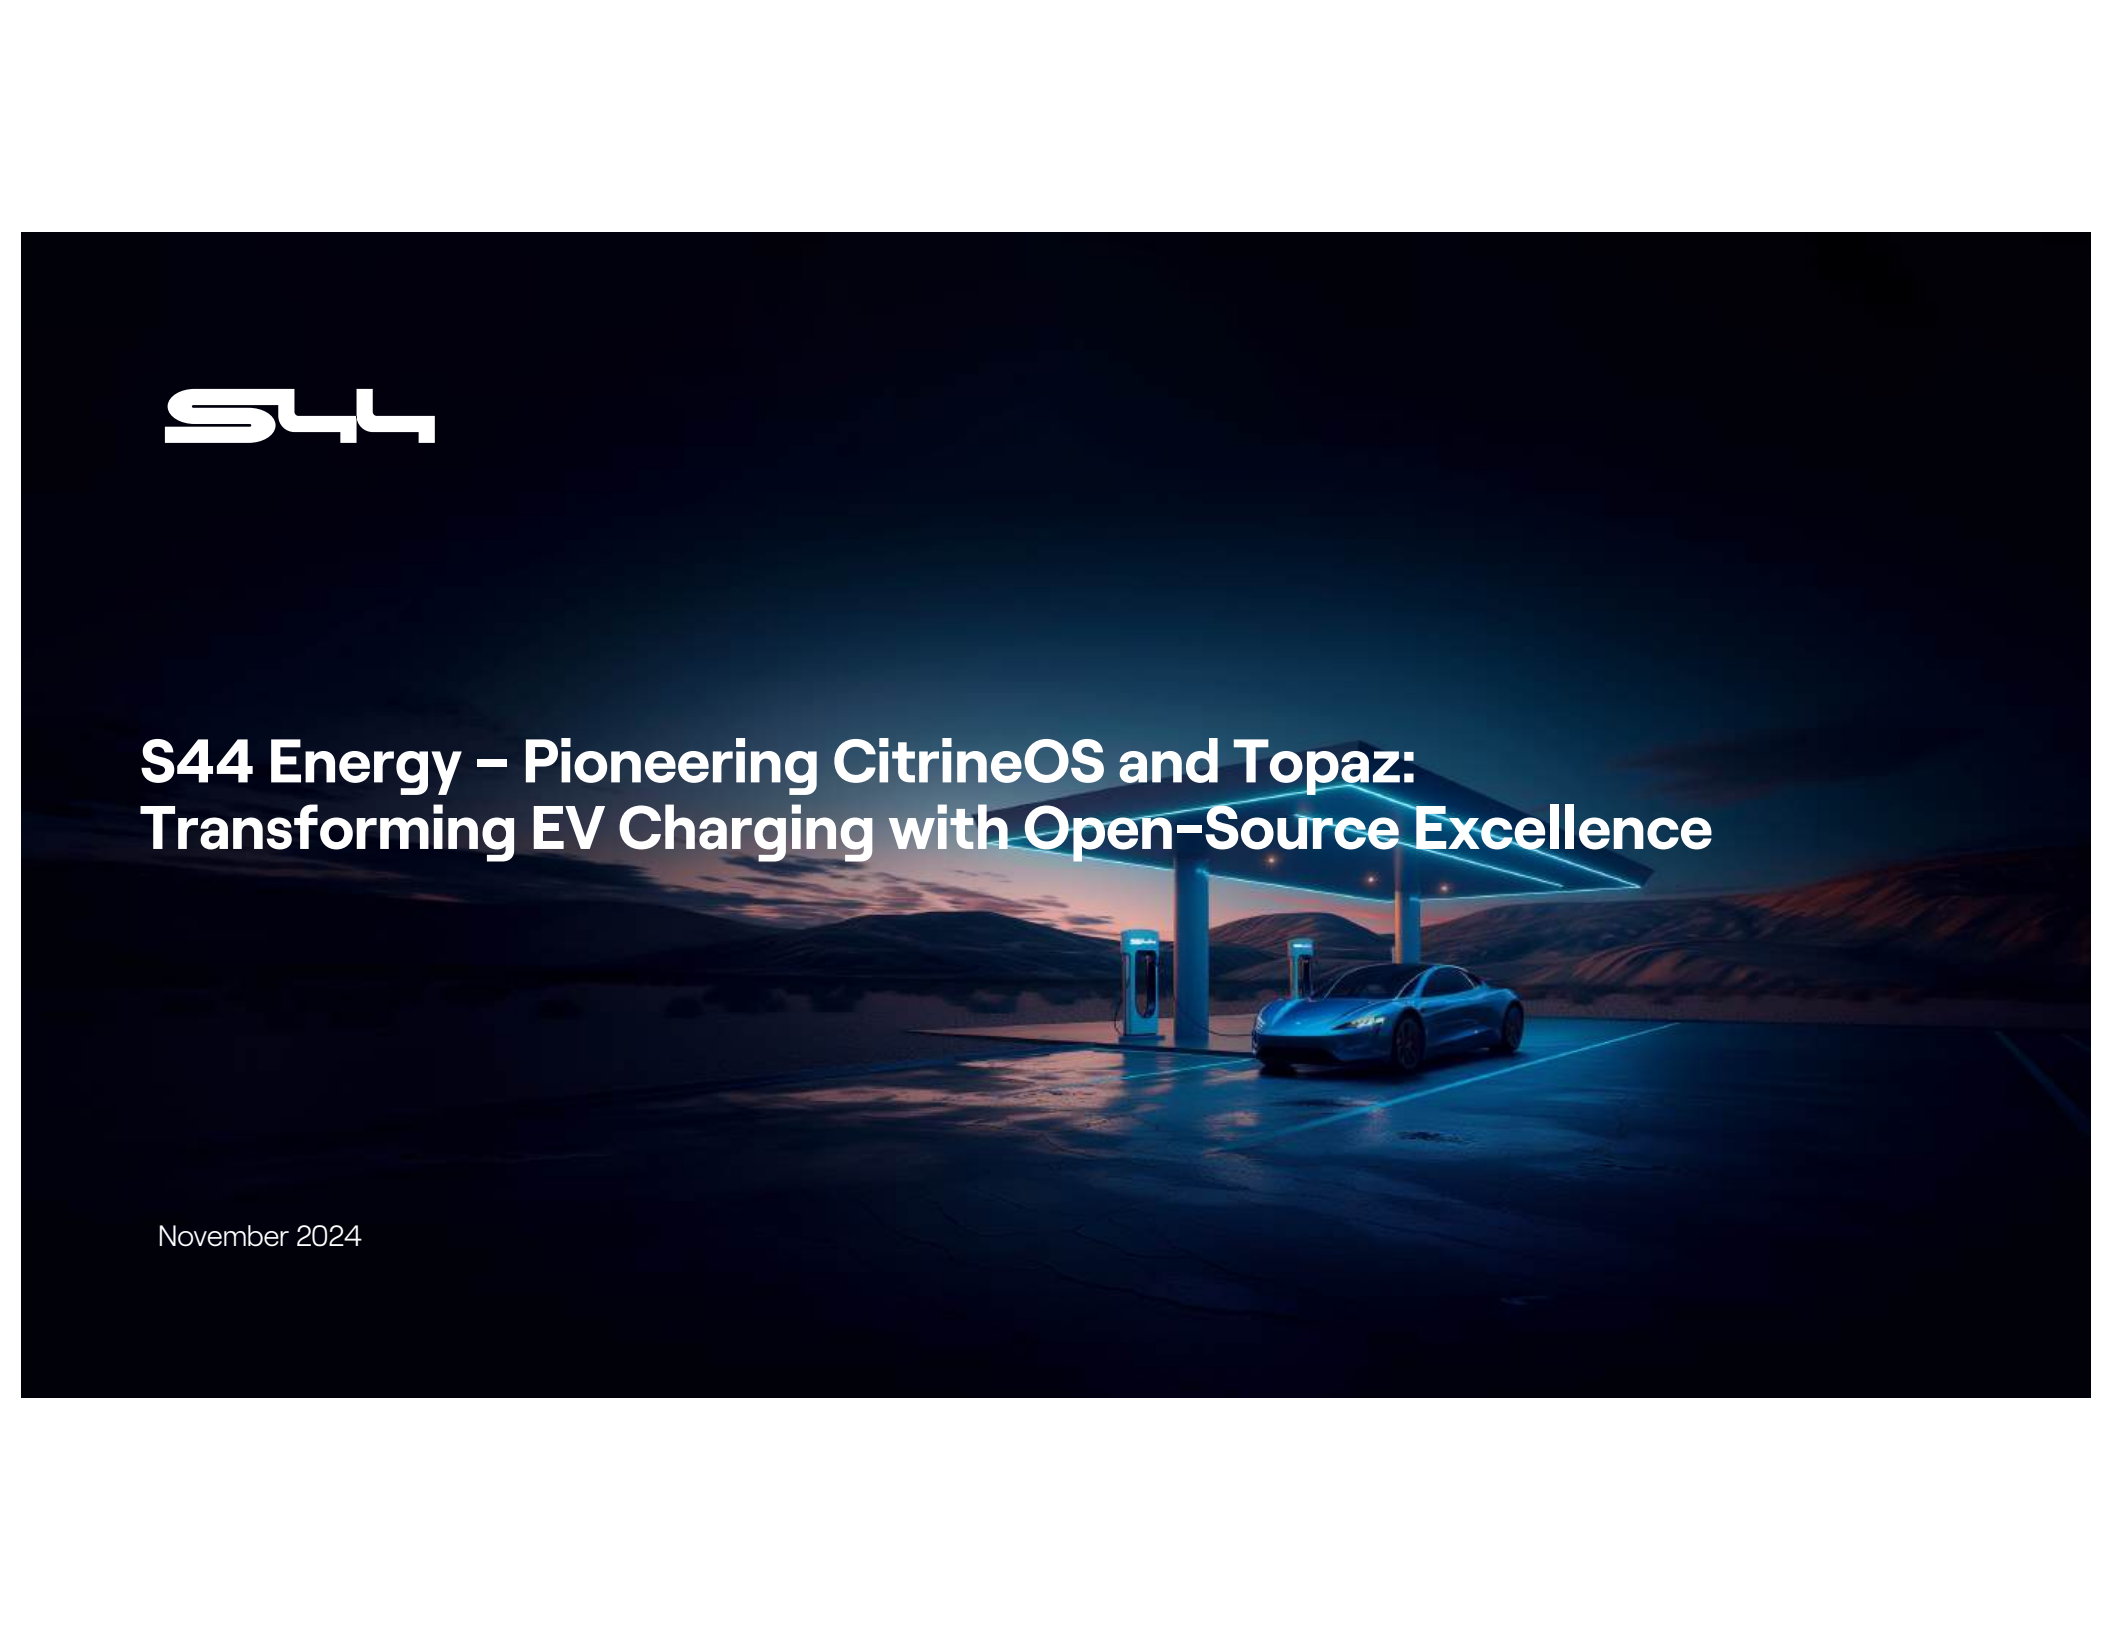 S44
S44 Energy – Pioneering CitrineOS and Topaz:
Transforming EV Charging with Open-Source Excellence
November 2024